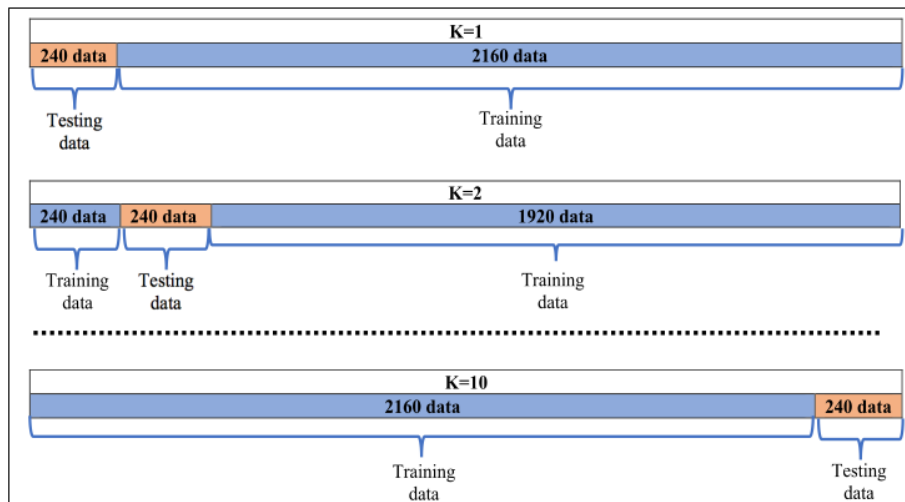 K=1
240 data 2160 data
Testing
data
Training
data
K=2
240 data 240 data 1920 data
Training
data
Testing
data
Training
data
K=10
2160 data 240 data
Training
data
Testing
data